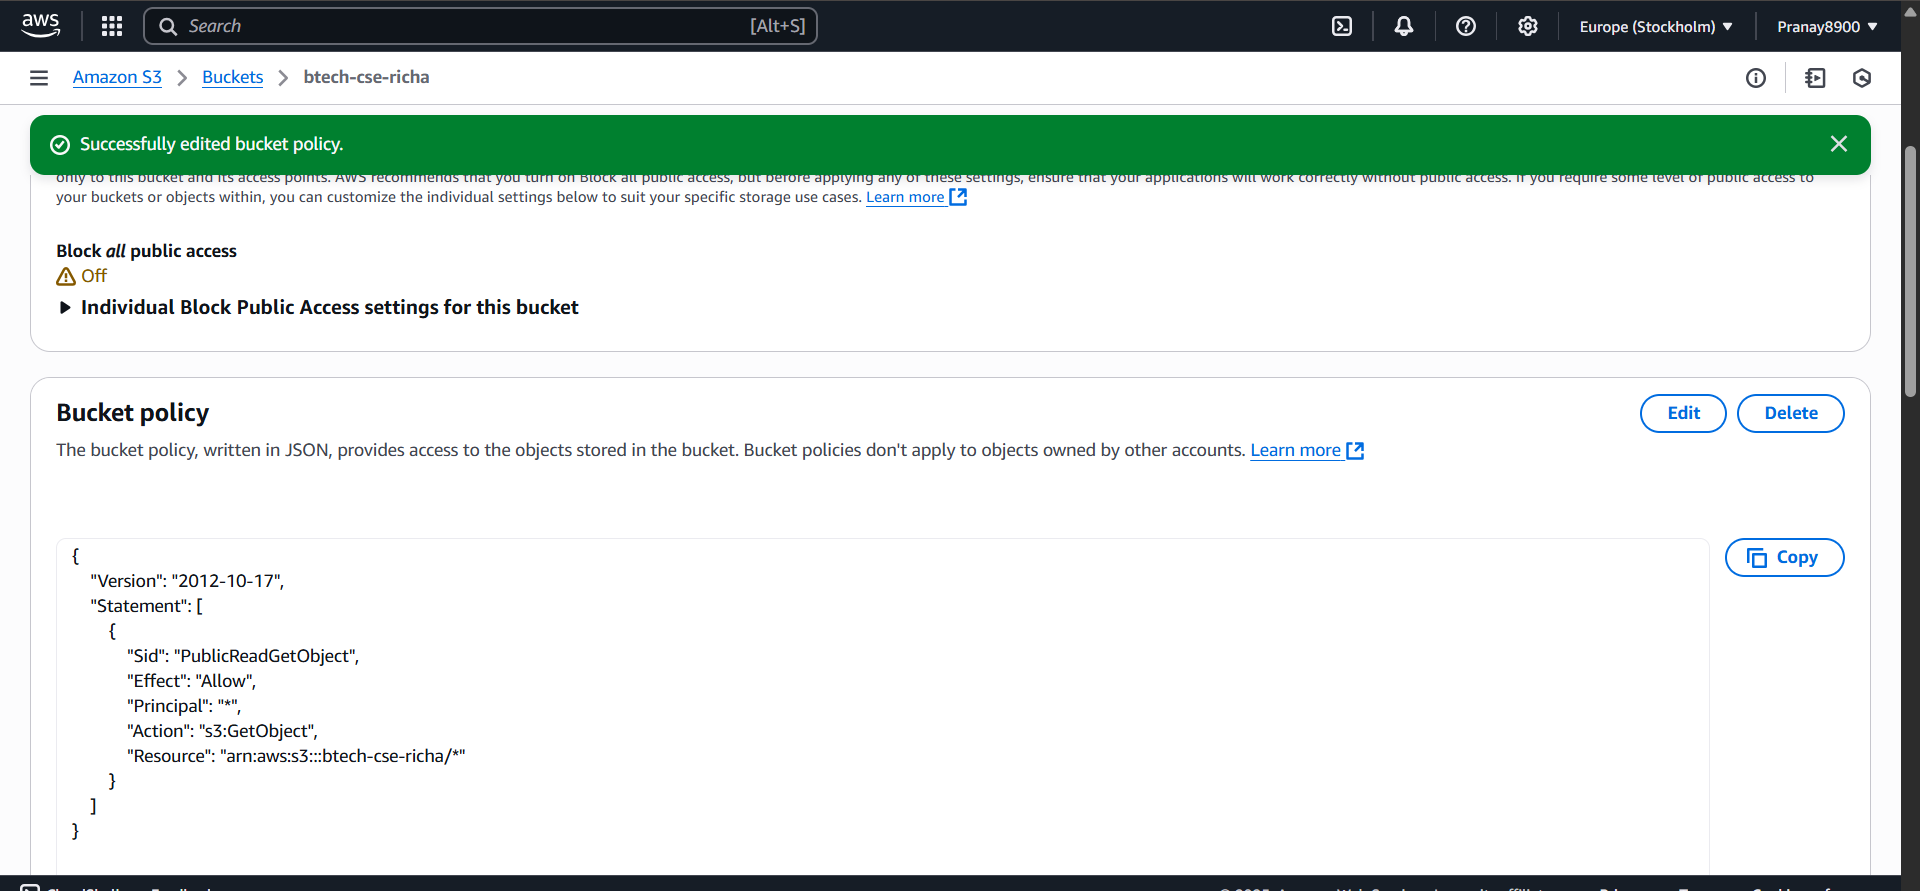 aws
Search [Alt+S]
Europe (Stockholm) Pranay8900
Amazon S3 Buckets btech-cse-richa
Successfully edited bucket policy.
only to this bucket and its access points. AWS recommends that you turn on Block all public access, but before applying any of these settings, ensure that your applications will work correctly without public access. If you require some level of public access to
your buckets or objects within, you can customize the individual settings below to suit your specific storage use cases. Learn more
Block all public access
Off
Individual Block Public Access settings for this bucket
Bucket policy
Edit Delete
The bucket policy, written in JSON, provides access to the objects stored in the bucket. Bucket policies don't apply to objects owned by other accounts. Learn more
Copy
{
"Version": "2012-10-17",
"Statement": [
{
"Sid": "PublicReadGetObject",
"Effect": "Allow",
"Principal": "*",
"Action": "s3:GetObject",
"Resource": "arn:aws:s3:::btech-cse-richa/*"
}
]
}